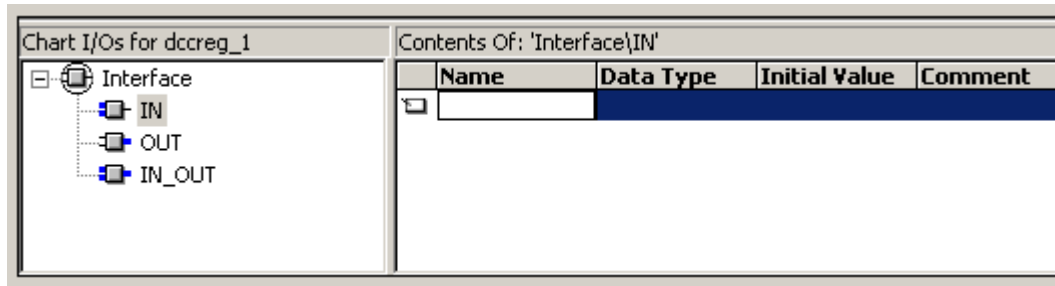 Chart I/Os for dccreg_1
Contents Of: 'Interface\IN'
Interface
IN
OUT
IN_OUT
Name Data Type Initial Value Comment